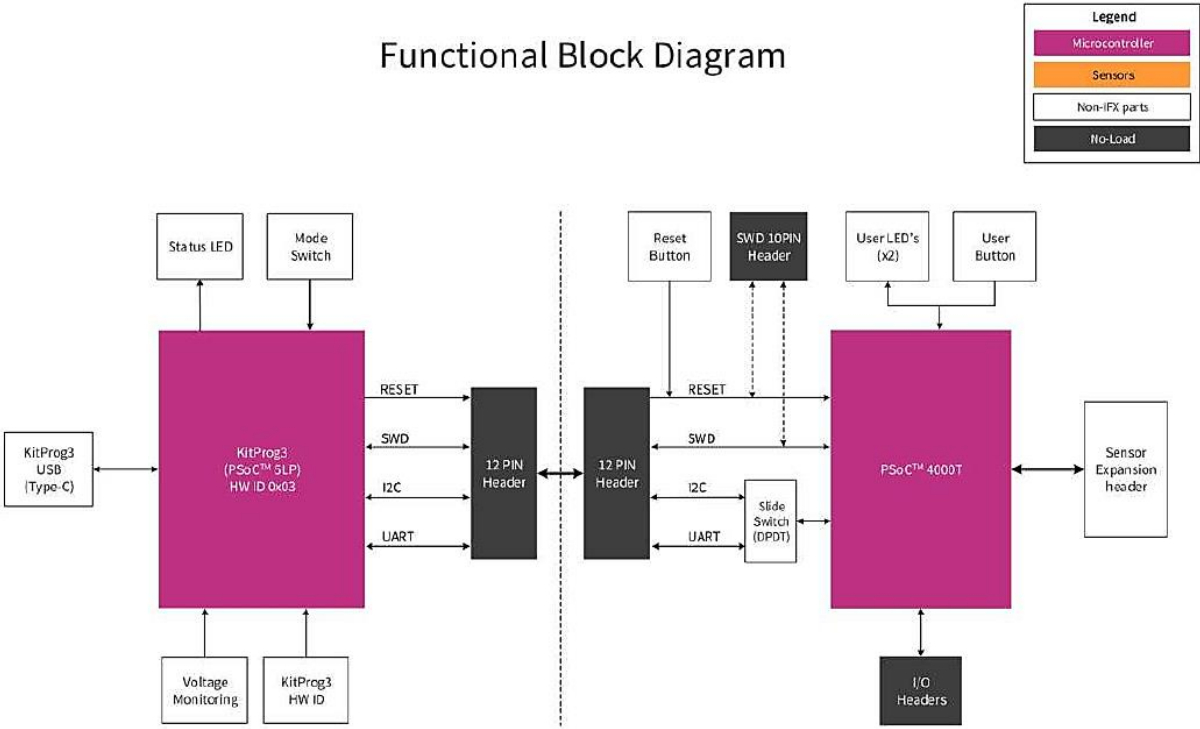 Functional Block Diagram
Legend
Microcontroller
Sensors
Non-IFX parts
No-Load
Status LED
Mode
Switch
Reset
Button
SWD 10PIN
Header
User LED's
(x2)
User
Button
KitProg3
USB
(Type-C)
KitProg3
(PSoC™ 5LP)
HW ID 0x03
RESET
SWD
I2C
UART
12 PIN
Header
12 PIN
Header
RESET
SWD
I2C
UART
Slide
Switch
(DPDT)
PSoC™ 4000T
Sensor
Expansion
header
Voltage
Monitoring
KitProg3
HW ID
I/O
Headers